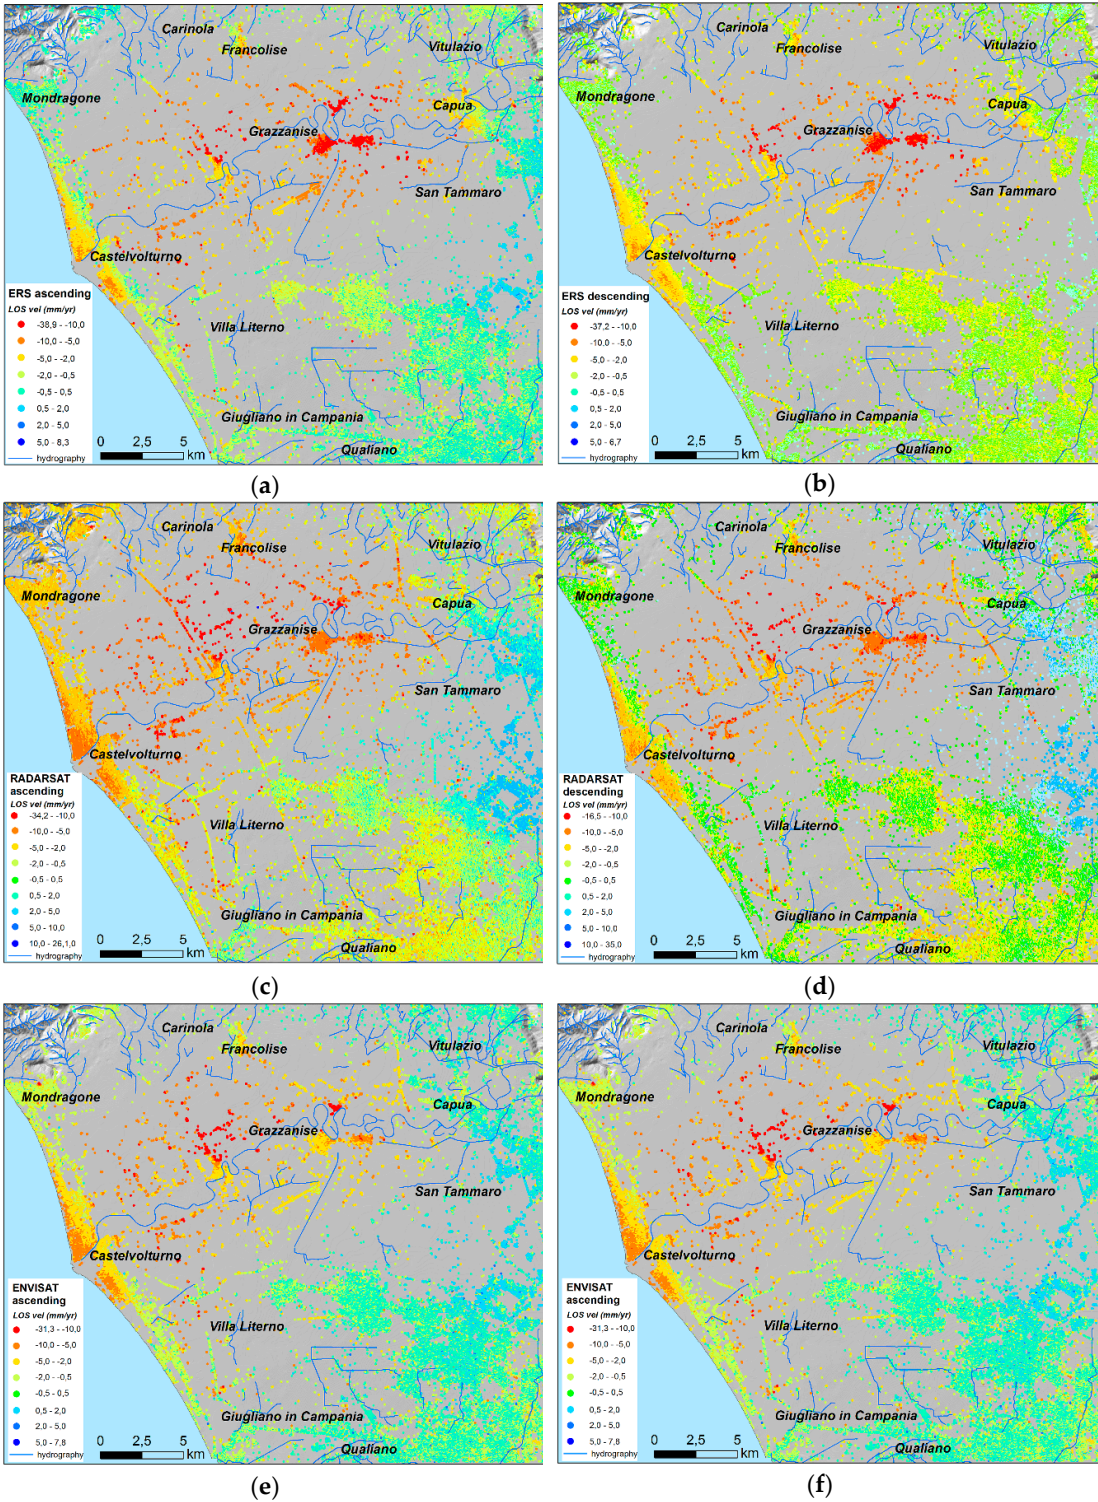 Carinola
Francolise
Vitulazio
Mondragone
Capua
Grazzanise
San Tammaro
Castelvolturno
ERS ascending
LOS vel (mm/yr)
-38,9 - -10,0
-10,0 - -5,0
-5,0 - -2,0
-2,0 - -0,5
-0,5 - 0,5
0,5 - 2,0
2,0 - 5,0
5,0 - 8,3
hydrography
Villa Literno
Giugliano in Campania
Qualiano
0 2,5 5
km
(a)
Carinola
Francolise
Vitulazio
Mondragone
Capua
Grazzanise
San Tammaro
Castelvolturno
ERS descending
LOS vel (mm/yr)
-37,2 - -10,0
-10,0 - -5,0
-5,0 - -2,0
-2,0 - -0,5
-0,5 - 0,5
0,5 - 2,0
2,0 - 5,0
5,0 - 6,7
hydrography
Villa Literno
Giugliano in Campania
Qualiano
0 2,5 5
km
(b)
Carinola
Francolise
Vitulazio
Mondragone
Capua
Grazzanise
San Tammaro
Castelvolturno
RADARSAT
ascending
LOS vel (mm/yr)
-34,2 - -10,0
-10,0 - -5,0
-5,0 - -2,0
-2,0 - -0,5
-0,5 - 0,5
0,5 - 2,0
2,0 - 5,0
5,0 - 10,0
10,0 - 26,1,0
hydrography
Villa Literno
Giugliano in Campania
Qualiano
0 2,5 5
km
(c)
Carinola
Francolise
Vitulazio
Mondragone
Capua
Grazzanise
San Tammaro
Castelvolturno
RADARSAT
descending
LOS vel (mm/yr)
-16,5 - -10,0
-10,0 - -5,0
-5,0 - -2,0
-2,0 - -0,5
-0,5 - 0,5
0,5 - 2,0
2,0 - 5,0
5,0 - 10,0
10,0 - 35,0
hydrography
Villa Literno
Giugliano in Campania
Qualiano
0 2,5 5
km
(d)
Carinola
Francolise
Vitulazio
Mondragone
Capua
Grazzanise
San Tammaro
Castelvolturno
ENVISAT
ascending
LOS vel (mm/yr)
-31,3 - -10,0
-10,0 - -5,0
-5,0 - -2,0
-2,0 - -0,5
-0,5 - 0,5
0,5 - 2,0
2,0 - 5,0
5,0 - 7,8
hydrography
Villa Literno
Giugliano in Campania
Qualiano
0 2,5 5
km
(e)
Carinola
Francolise
Vitulazio
Mondragone
Capua
Grazzanise
San Tammaro
Castelvolturno
ENVISAT
ascending
LOS vel (mm/yr)
-31,3 - -10,0
-10,0 - -5,0
-5,0 - -2,0
-2,0 - -0,5
-0,5 - 0,5
0,5 - 2,0
2,0 - 5,0
5,0 - 7,8
hydrography
Villa Literno
Giugliano in Campania
Qualiano
0 2,5 5
km
(f)